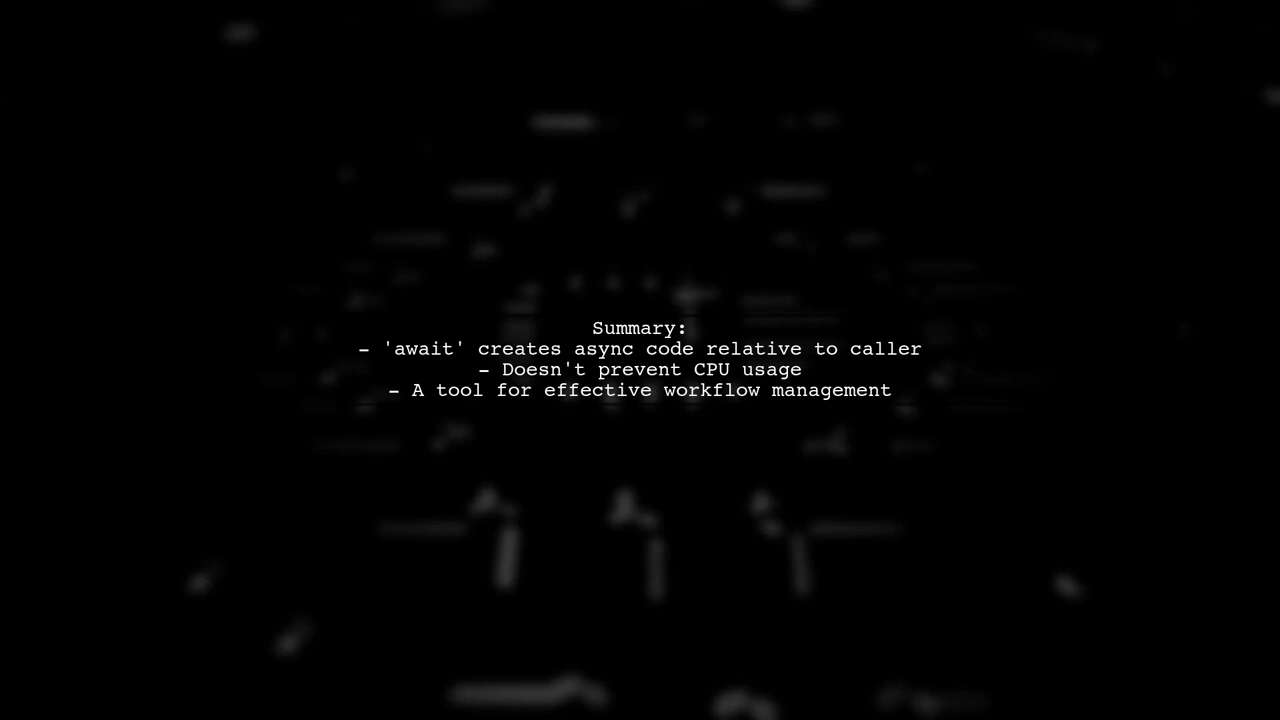 Summary:
- 'await' creates async code relative to caller
- Doesn't prevent CPU usage
- A tool for effective workflow management